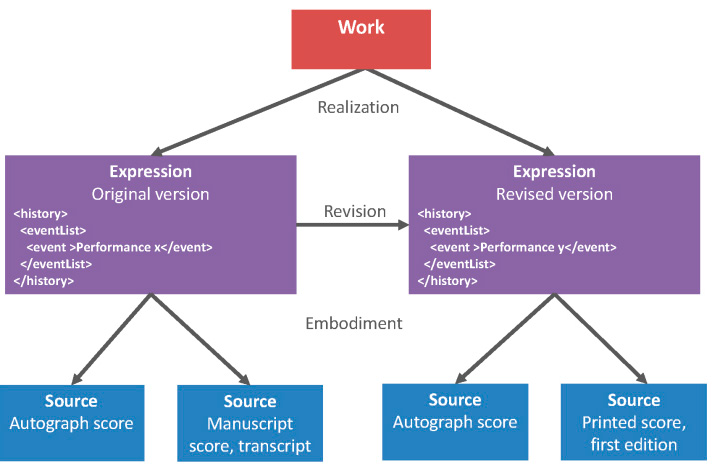 Work
Realization
Expression
Original version
<history>
<eventList>
<event >Performance x</event>
</eventList>
</history>
Revision
Expression
Revised version
<history>
<eventList>
<event >Performance y</event>
</eventList>
</history>
Embodiment
Source
Autograph score
Source
Manuscript
score, transcript
Source
Autograph score
Source
Printed score,
first edition